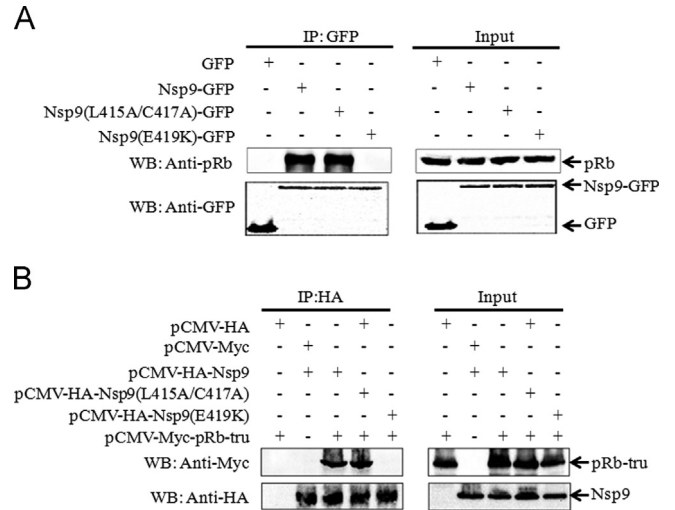 A
IP: GFP Input
GFP + - - - + - - -
Nsp9-GFP - + - - - + - -
Nsp9(L415A/C417A)-GFP - - + - - - + -
Nsp9(E419K)-GFP - - - + - - - +
WB: Anti-pRb pRb
WB: Anti-GFP Nsp9-GFP
GFP
B
IP:HA Input
pCMV-HA + - - + - + - - + -
pCMV-Myc - + - - - - + - - -
pCMV-HA-Nsp9 - + + - - - + + - -
pCMV-HA-Nsp9(L415A/C417A) - - - + - - - - + -
pCMV-HA-Nsp9(E419K) - - - - + - - - - +
pCMV-Myc-pRb-tru + - + + + + - + + +
WB: Anti-Myc pRb-tru
WB: Anti-HA Nsp9